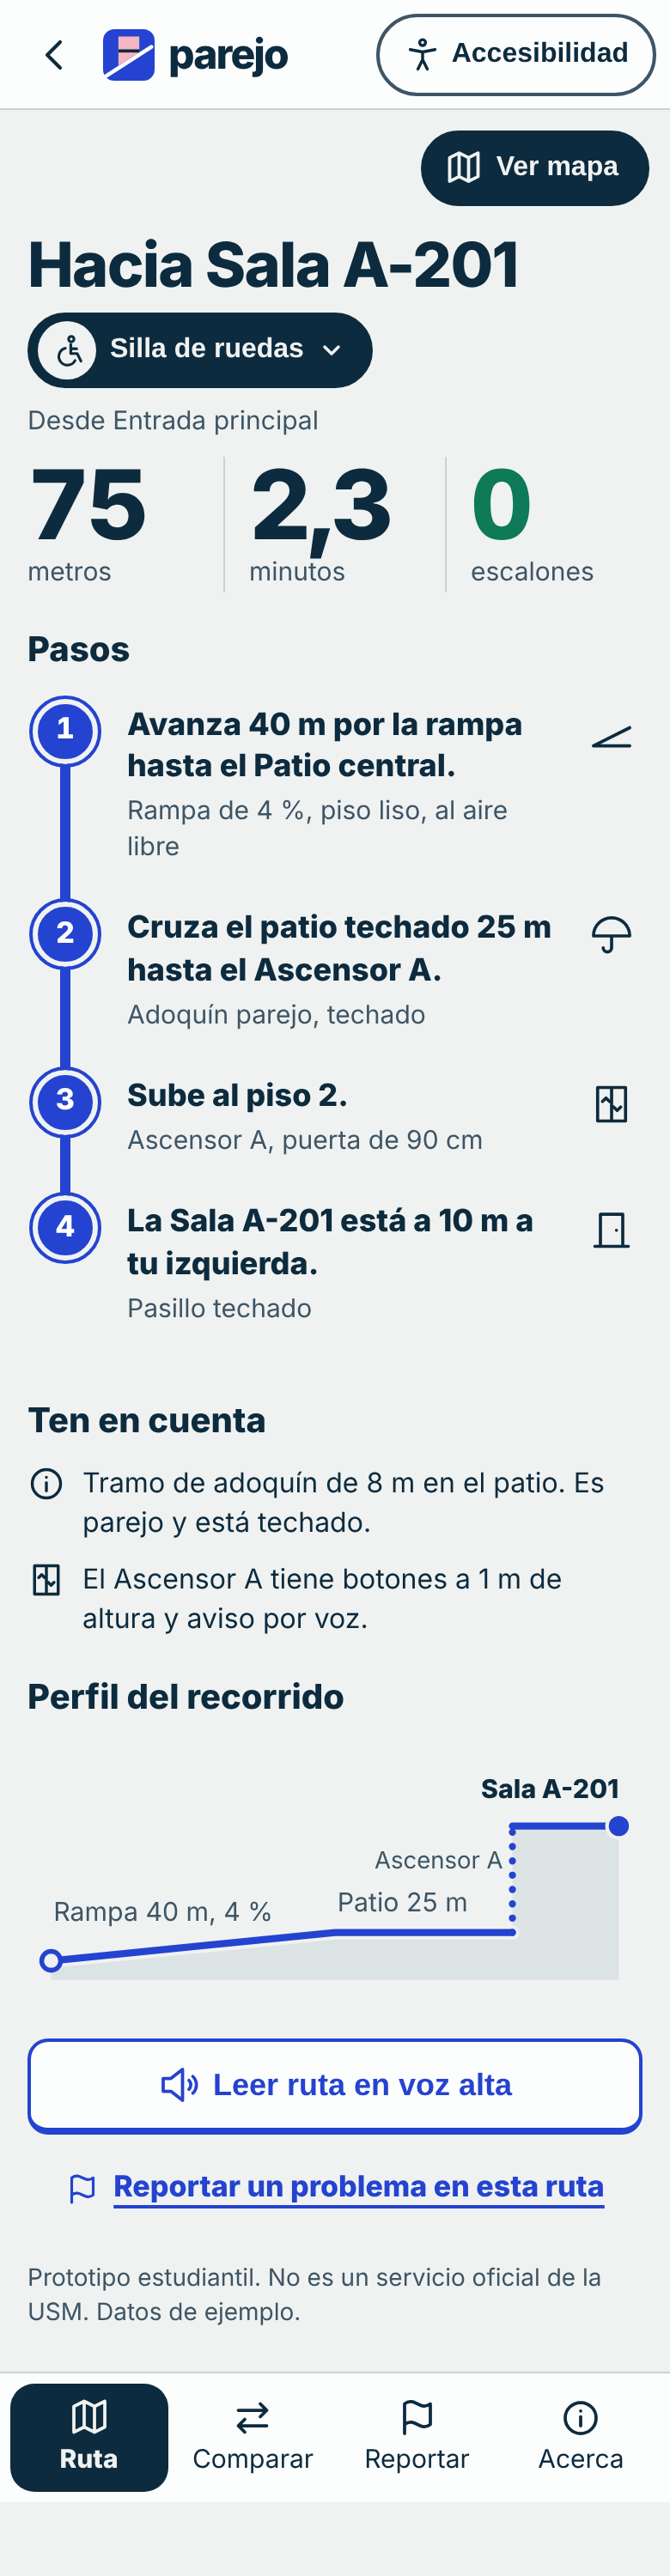 parejo
Accesibilidad
Ver mapa
Hacia Sala A-201
Silla de ruedas
Desde Entrada principal
75
metros
2,3
minutos
0
escalones
Pasos
1
Avanza 40 m por la rampa
hasta el Patio central.
Rampa de 4 %, piso liso, al aire
libre
2
Cruza el patio techado 25 m
hasta el Ascensor A.
Adoquín parejo, techado
3
Sube al piso 2.
Ascensor A, puerta de 90 cm
4
La Sala A-201 está a 10 m a
tu izquierda.
Pasillo techado
Ten en cuenta
Tramo de adoquín de 8 m en el patio. Es
parejo y está techado.
El Ascensor A tiene botones a 1 m de
altura y aviso por voz.
Perfil del recorrido
Sala A-201
Ascensor A
Patio 25 m
Rampa 40 m, 4 %
Leer ruta en voz alta
Reportar un problema en esta ruta
Prototipo estudiantil. No es un servicio oficial de la
USM. Datos de ejemplo.
Ruta
Comparar
Reportar
Acerca